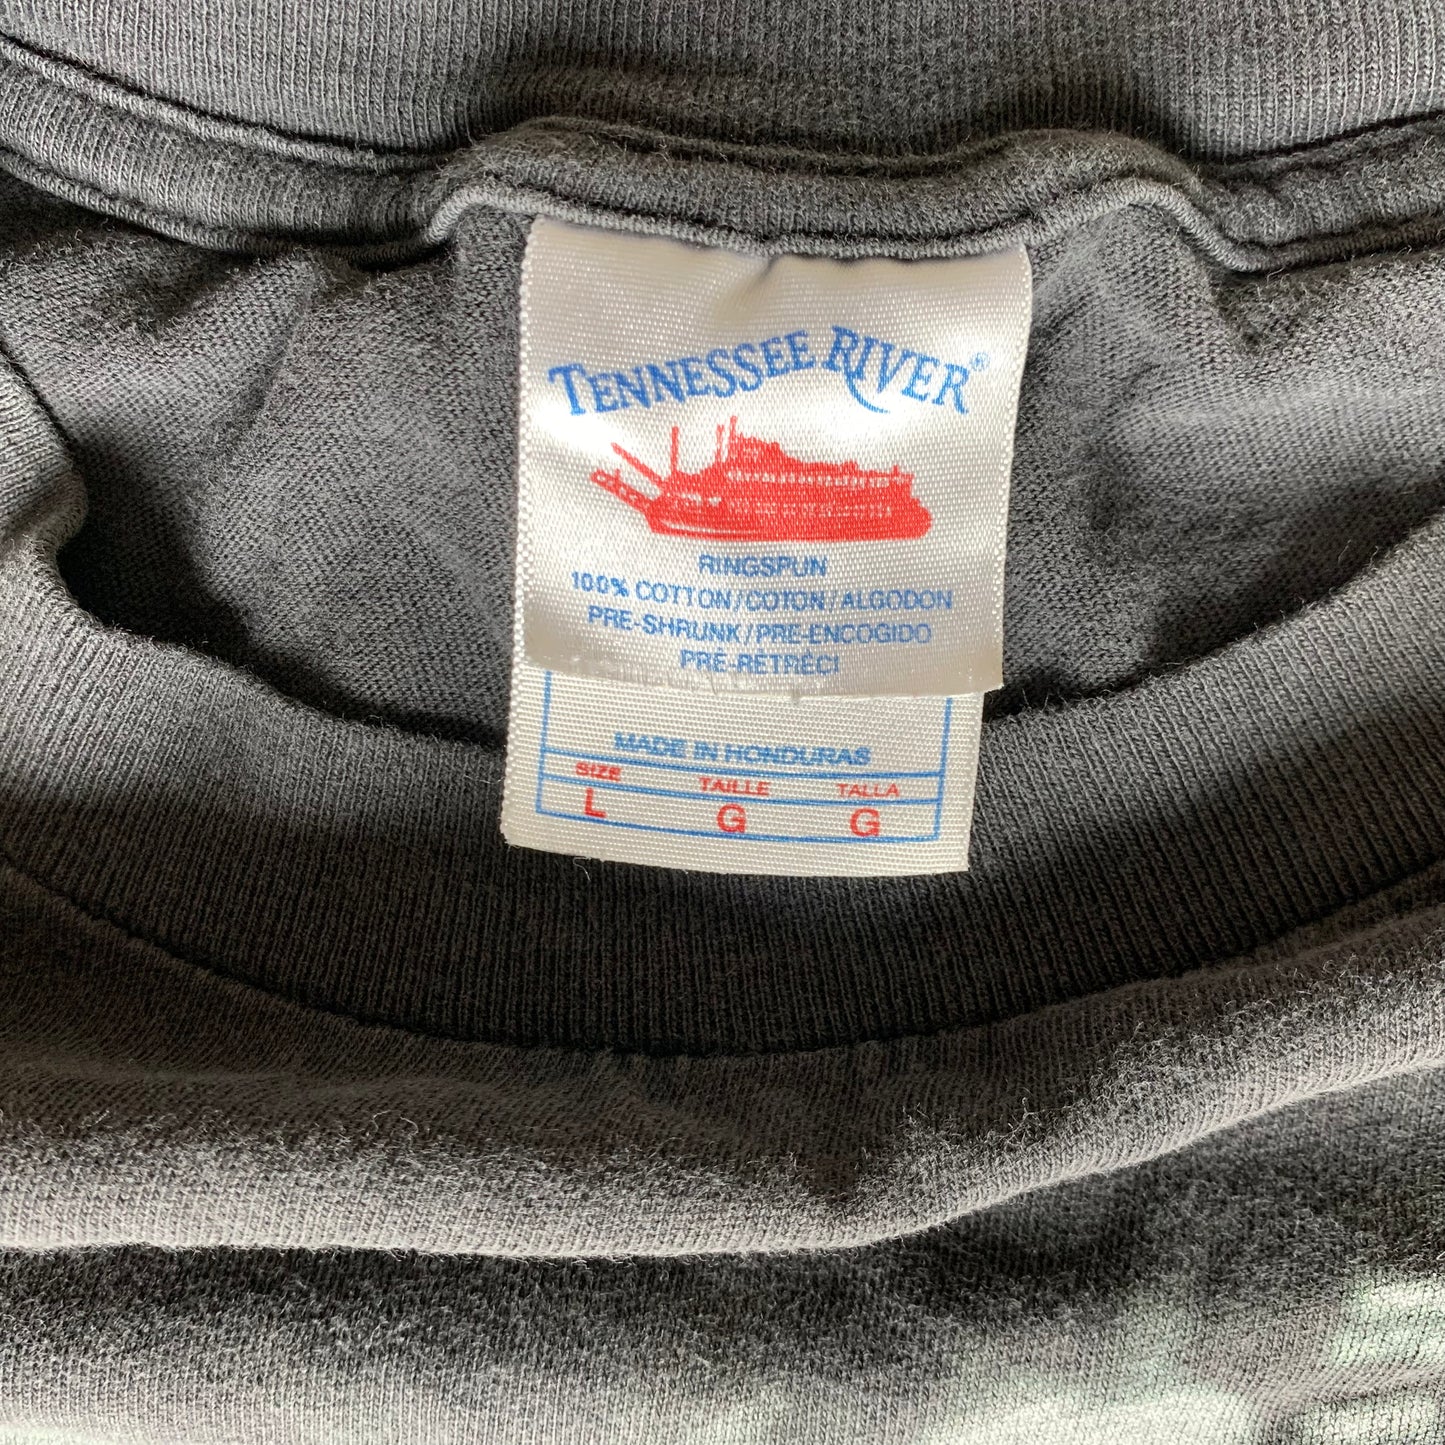 TENNESSEE RIVER®
RINGSPUN
100% COTTON/COTON/ALGODON
PRE-SHRUNK/PRE-ENCOGIDO
PRÉ-RÉTRÉCI
MADE IN HONDURAS
SIZE TAILLE TALLA
L G G